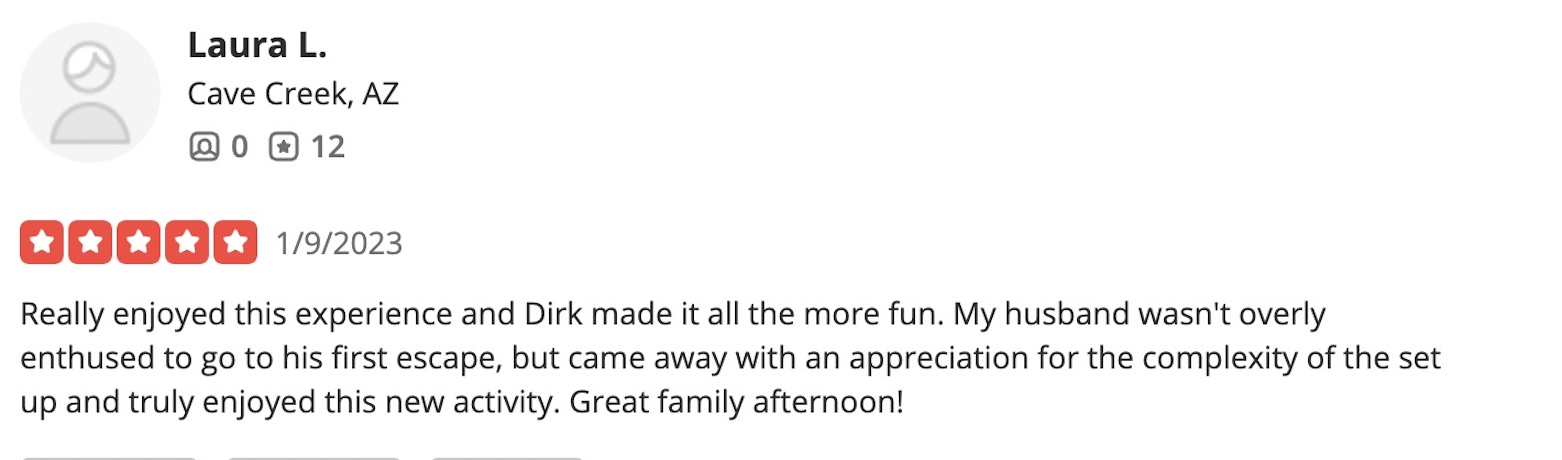 Laura L.
Cave Creek, AZ
0 12
1/9/2023
Really enjoyed this experience and Dirk made it all the more fun. My husband wasn't overly
enthused to go to his first escape, but came away with an appreciation for the complexity of the set
up and truly enjoyed this new activity. Great family afternoon!